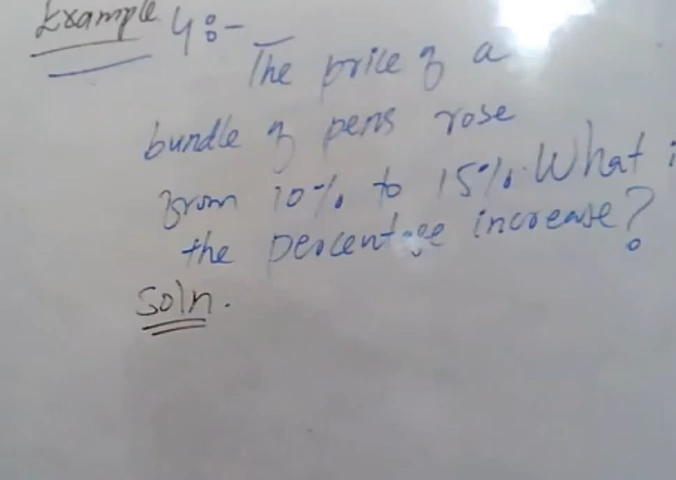 Example 4:-
The price of a
bundle of pens rose
from 10% to 15%. What i
the percentage increase?
Soln.